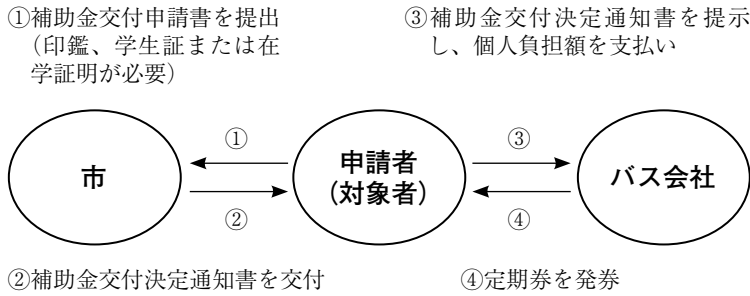 ①補助金交付申請書を提出
（印鑑、学生証または在
学証明が必要）
③補助金交付決定通知書を提示
し、個人負担額を支払い
市
①
②
申請者
（対象者）
③
④
バス会社
②補助金交付決定通知書を交付
④定期券を発券